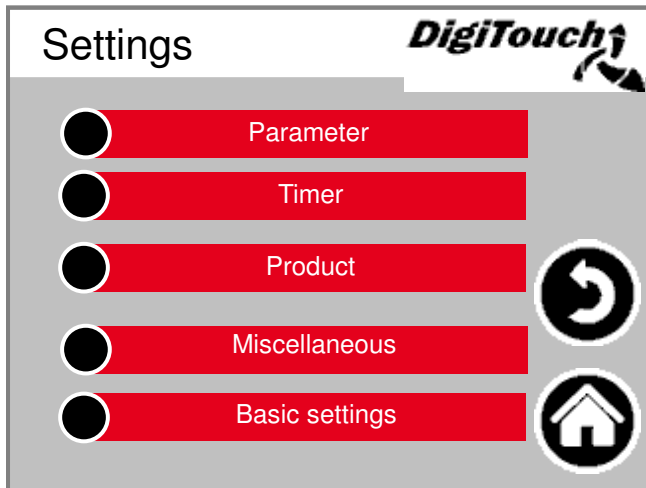 Settings
DigiTouch
Parameter
Timer
Product
Miscellaneous
Basic settings